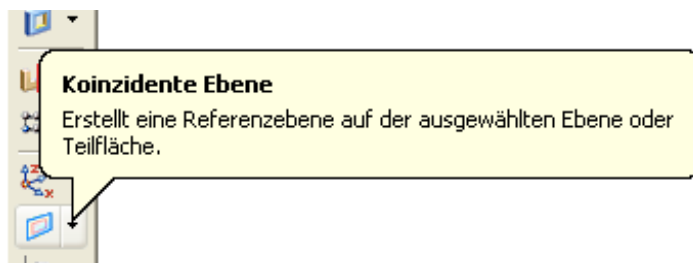 Koinzidente Ebene
Erstellt eine Referenzebene auf der ausgewählten Ebene oder
Teilfläche.